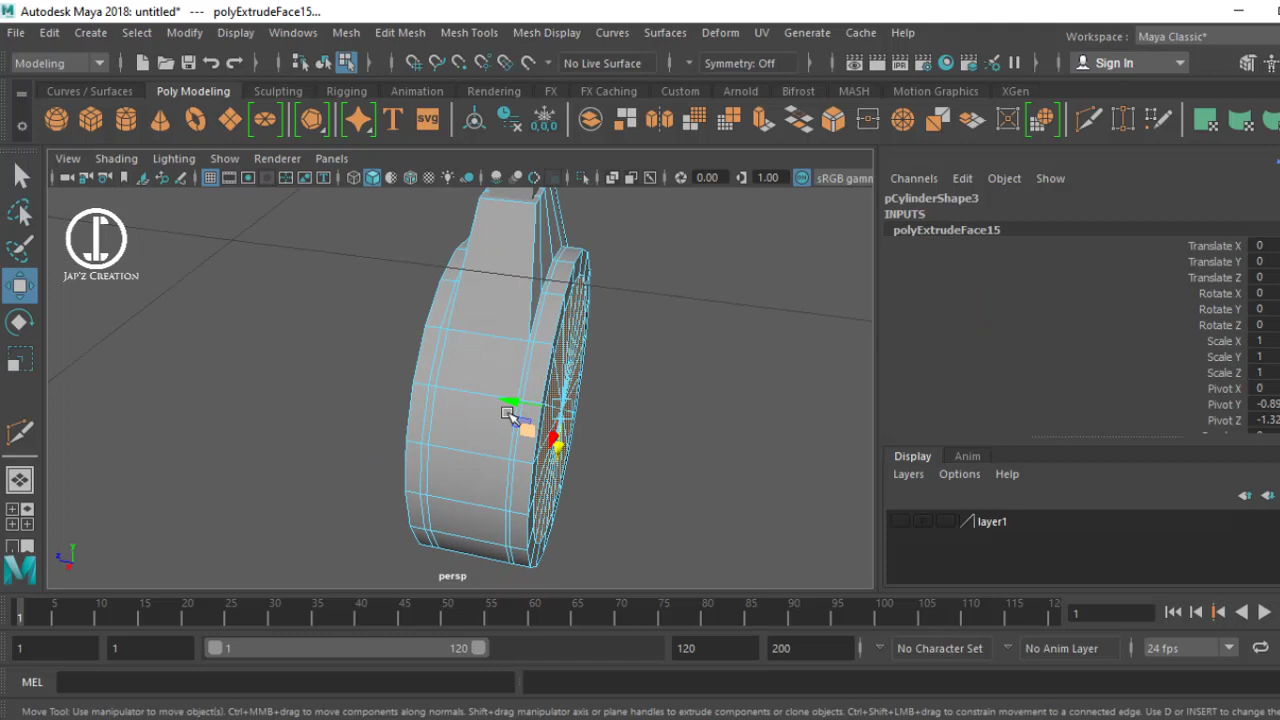 Autodesk Maya 2018: untitled* --- polyExtrudeFace15...
File Edit Create Select Modify Display Windows Mesh Edit Mesh Mesh Tools Mesh Display Curves Surfaces Deform UV Generate Cache Help
Workspace : Maya Classic*
Modeling No Live Surface Symmetry: Off Sign In
Curves / Surfaces Poly Modeling Sculpting Rigging Animation Rendering FX FX Caching Custom Arnold Bifrost MASH Motion Graphics XGen
T SVG 0,0,0
View Shading Lighting Show Renderer Panels
0.00 1.00 sRGB gamm
JAP'Z CREATION
persp
Channels Edit Object Show
pCylinderShape3
INPUTS
polyExtrudeFace15
Translate X 0
Translate Y 0
Translate Z 0
Rotate X 0
Rotate Y 0
Rotate Z 0
Scale X 1
Scale Y 1
Scale Z 1
Pivot X 0
Pivot Y -0.89
Pivot Z -1.32
Display Anim
Layers Options Help
layer1
5 10 15 20 25 30 35 40 45 50 55 60 65 70 75 80 85 90 95 100 105 110 115 12
1 1
1 1 1 120 120 200 No Character Set No Anim Layer 24 fps
MEL
Move Tool: Use manipulator to move object(s). Ctrl+MMB+drag to move components along normals. Shift+drag manipulator axis or plane handles to extrude components or clone objects. Ctrl+Shift+LMB+drag to constrain movement to a connected edge. Use D or INSERT to